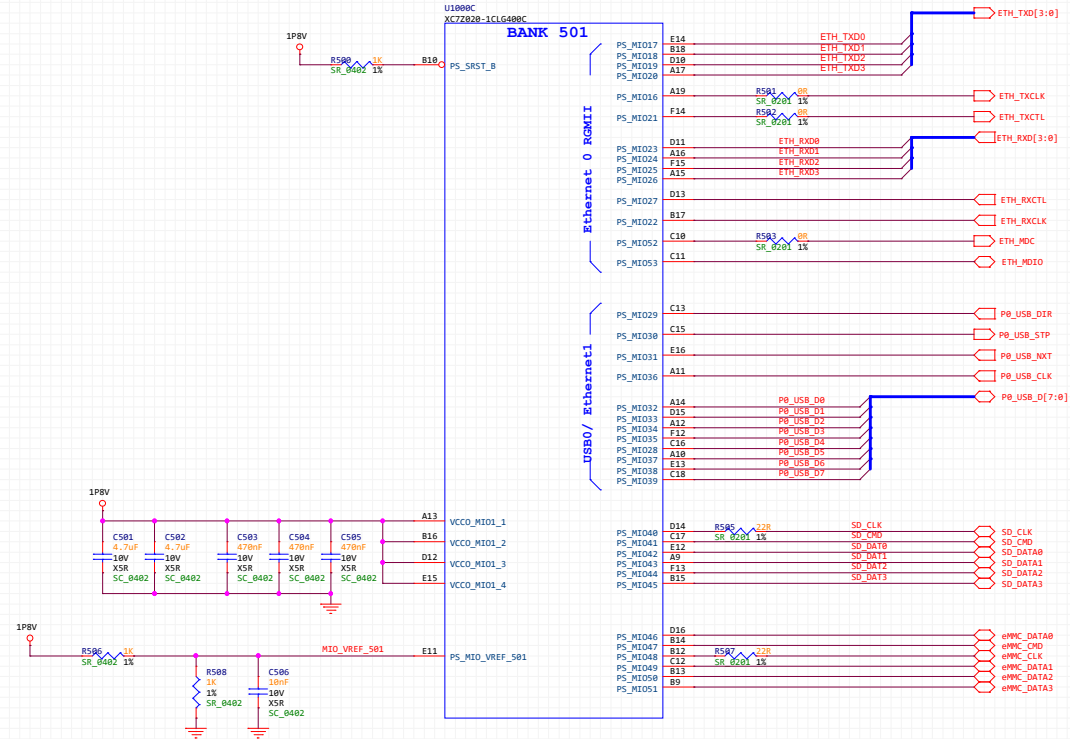 U1000C
XC7Z020-1CLG400C
BANK 501
1P8V
R500 1K
SR_0402 1%
B10 PS_SRST_B
Ethernet 0 RGMII
PS_MIO17 E14 ETH_TXD0
PS_MIO18 B18 ETH_TXD1
PS_MIO19 D10 ETH_TXD2
PS_MIO20 A17 ETH_TXD3
ETH_TXD[3:0]
PS_MIO16 A19 R501 0R ETH_TXCLK
SR_0201 1%
PS_MIO21 F14 R502 0R ETH_TXCTL
SR_0201 1%
PS_MIO23 D11 ETH_RXD0
PS_MIO24 A16 ETH_RXD1
PS_MIO25 F15 ETH_RXD2
PS_MIO26 A15 ETH_RXD3
ETH_RXD[3:0]
PS_MIO27 D13 ETH_RXCTL
PS_MIO22 B17 ETH_RXCLK
PS_MIO52 C10 R503 0R ETH_MDC
SR_0201 1%
PS_MIO53 C11 ETH_MDIO
USB0/ Ethernet1
PS_MIO29 C13 P0_USB_DIR
PS_MIO30 C15 P0_USB_STP
PS_MIO31 E16 P0_USB_NXT
PS_MIO36 A11 P0_USB_CLK
P0_USB_D[7:0]
PS_MIO32 A14 P0_USB_D0
PS_MIO33 D15 P0_USB_D1
PS_MIO34 A12 P0_USB_D2
PS_MIO35 F12 P0_USB_D3
PS_MIO28 C16 P0_USB_D4
PS_MIO37 A10 P0_USB_D5
PS_MIO38 E13 P0_USB_D6
PS_MIO39 C18 P0_USB_D7
1P8V
A13 VCCO_MIO1_1
B16 VCCO_MIO1_2
D12 VCCO_MIO1_3
E15 VCCO_MIO1_4
C501
4.7uF
10V
X5R
SC_0402
C502
4.7uF
10V
X5R
SC_0402
C503
470nF
10V
X5R
SC_0402
C504
470nF
10V
X5R
SC_0402
C505
470nF
10V
X5R
SC_0402
PS_MIO40 D14 R505 22R SD_CLK SD_CLK
SR_0201 1%
PS_MIO41 C17 SD_CMD SD_CMD
PS_MIO42 E12 SD_DAT0 SD_DATA0
PS_MIO43 A9 SD_DAT1 SD_DATA1
PS_MIO44 F13 SD_DAT2 SD_DATA2
PS_MIO45 B15 SD_DAT3 SD_DATA3
1P8V
R506 1K
SR_0402 1%
MIO_VREF_501 E11 PS_MIO_VREF_501
R508
1K
1%
SR_0402
C506
10nF
10V
X5R
SC_0402
PS_MIO46 D16 eMMC_DATA0
PS_MIO47 B14 eMMC_CMD
PS_MIO48 B12 R507 22R eMMC_CLK
SR_0201 1%
PS_MIO49 C12 eMMC_DATA1
PS_MIO50 B13 eMMC_DATA2
PS_MIO51 B9 eMMC_DATA3